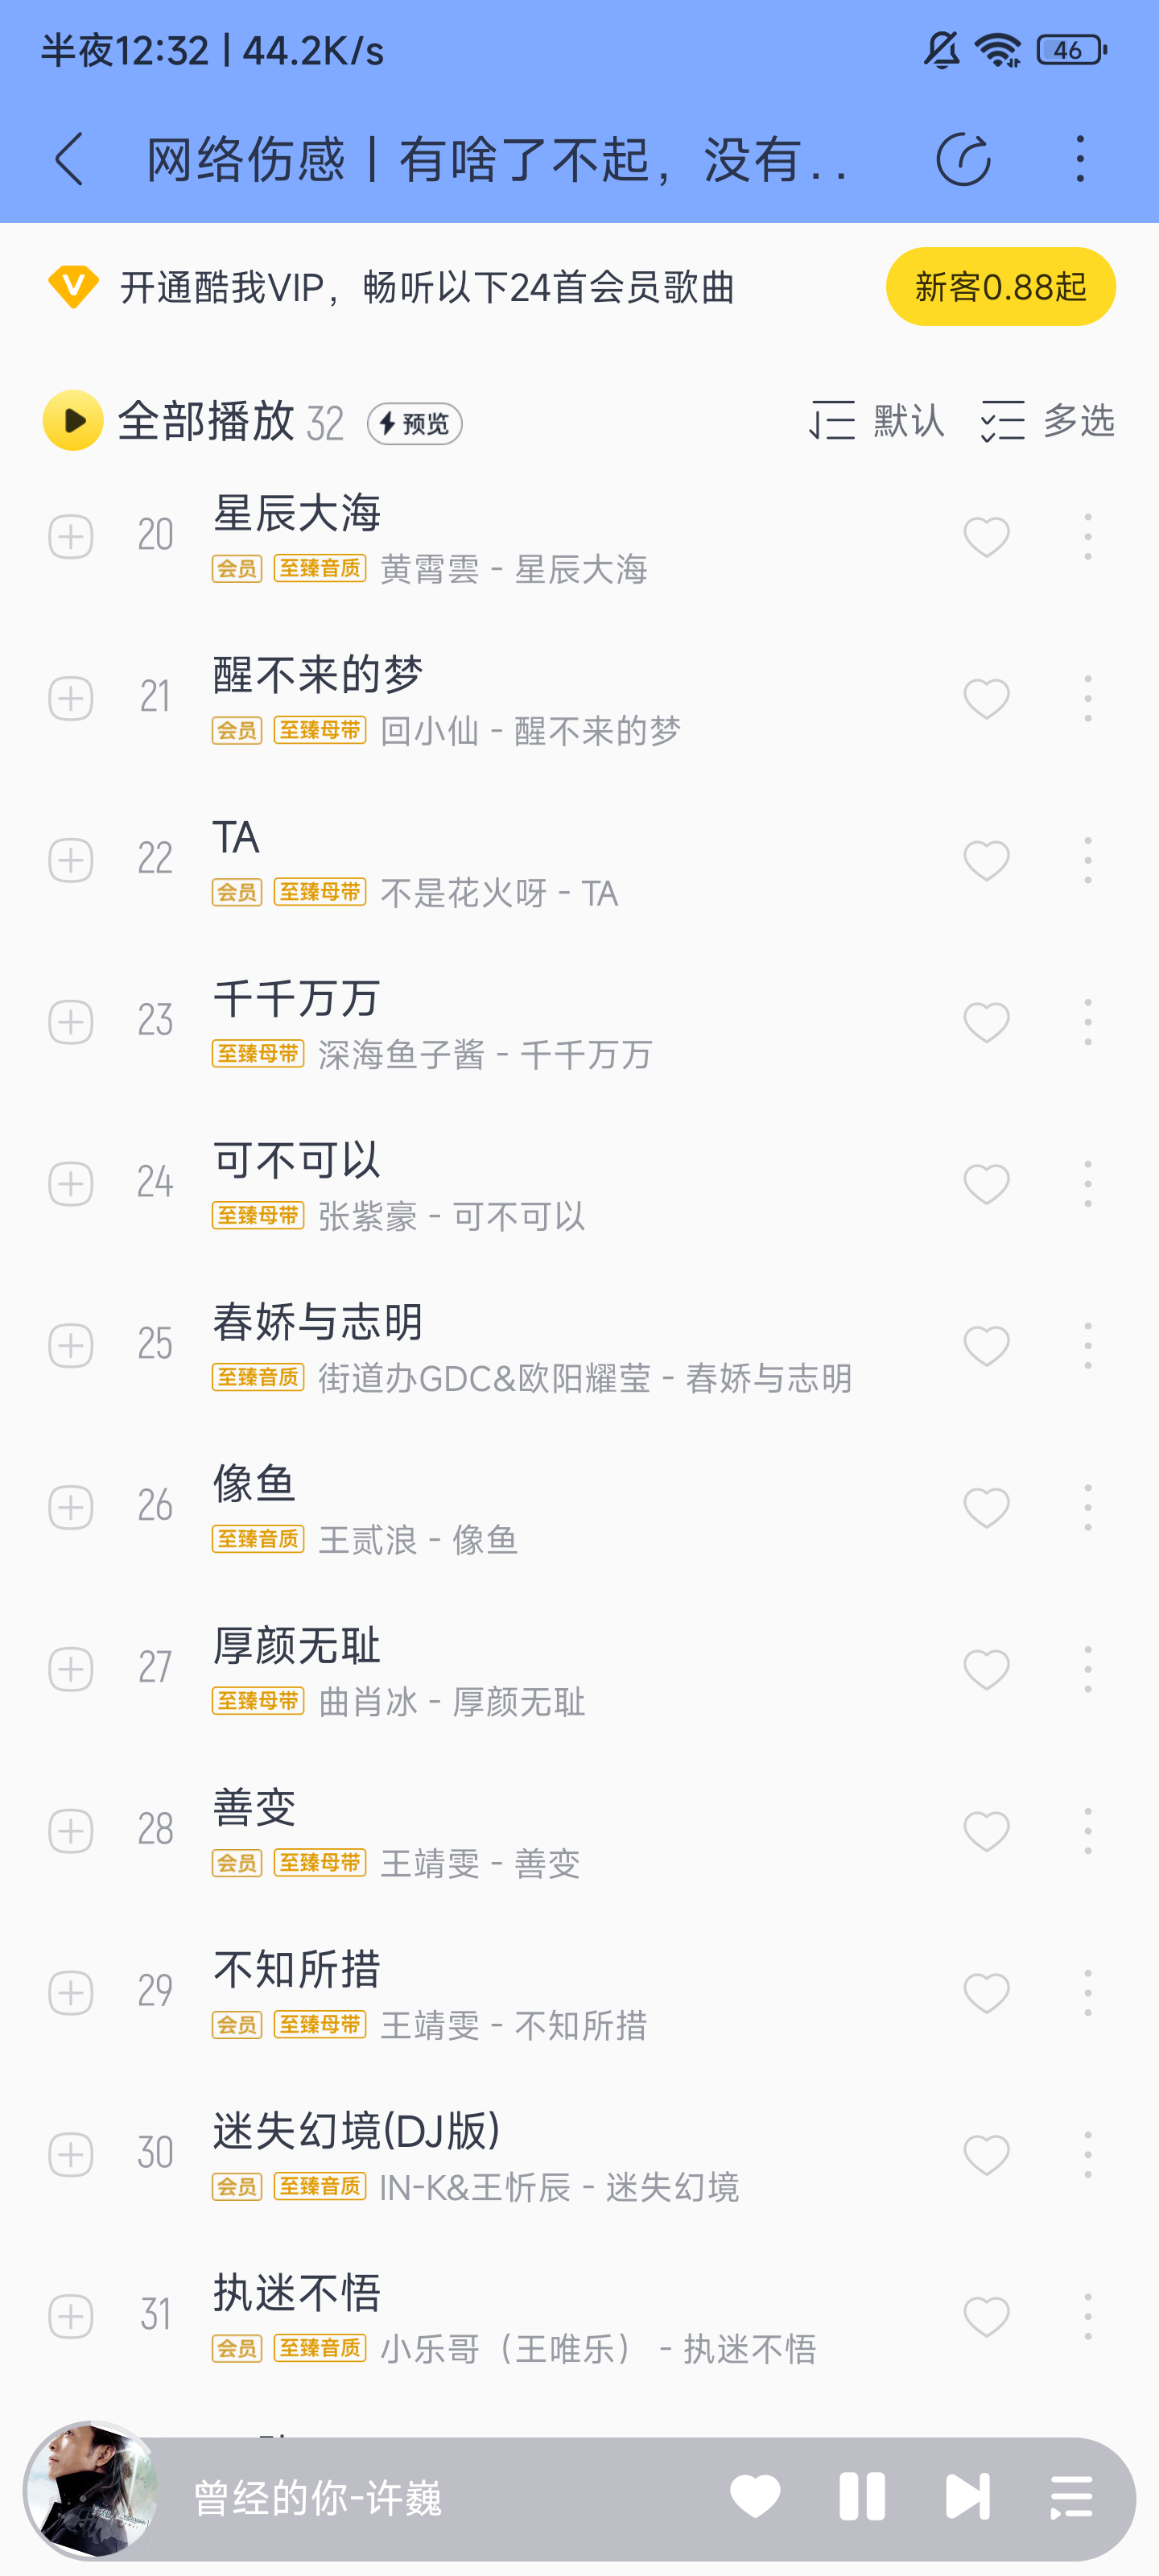 半夜12:32 | 44.2K/s
46
网络伤感丨有啥了不起，没有..
开通酷我VIP，畅听以下24首会员歌曲
新客0.88起
全部播放 32 预览 默认 多选
20 星辰大海
会员 至臻音质 黄霄雲 - 星辰大海
21 醒不来的梦
会员 至臻母带 回小仙 - 醒不来的梦
22 TA
会员 至臻母带 不是花火呀 - TA
23 千千万万
至臻母带 深海鱼子酱 - 千千万万
24 可不可以
至臻母带 张紫豪 - 可不可以
25 春娇与志明
至臻音质 街道办GDC&欧阳耀莹 - 春娇与志明
26 像鱼
至臻音质 王贰浪 - 像鱼
27 厚颜无耻
至臻母带 曲肖冰 - 厚颜无耻
28 善变
会员 至臻母带 王靖雯 - 善变
29 不知所措
会员 至臻母带 王靖雯 - 不知所措
30 迷失幻境(DJ版)
会员 至臻音质 IN-K&王忻辰 - 迷失幻境
31 执迷不悟
会员 至臻音质 小乐哥（王唯乐） - 执迷不悟
曾经的你-许巍